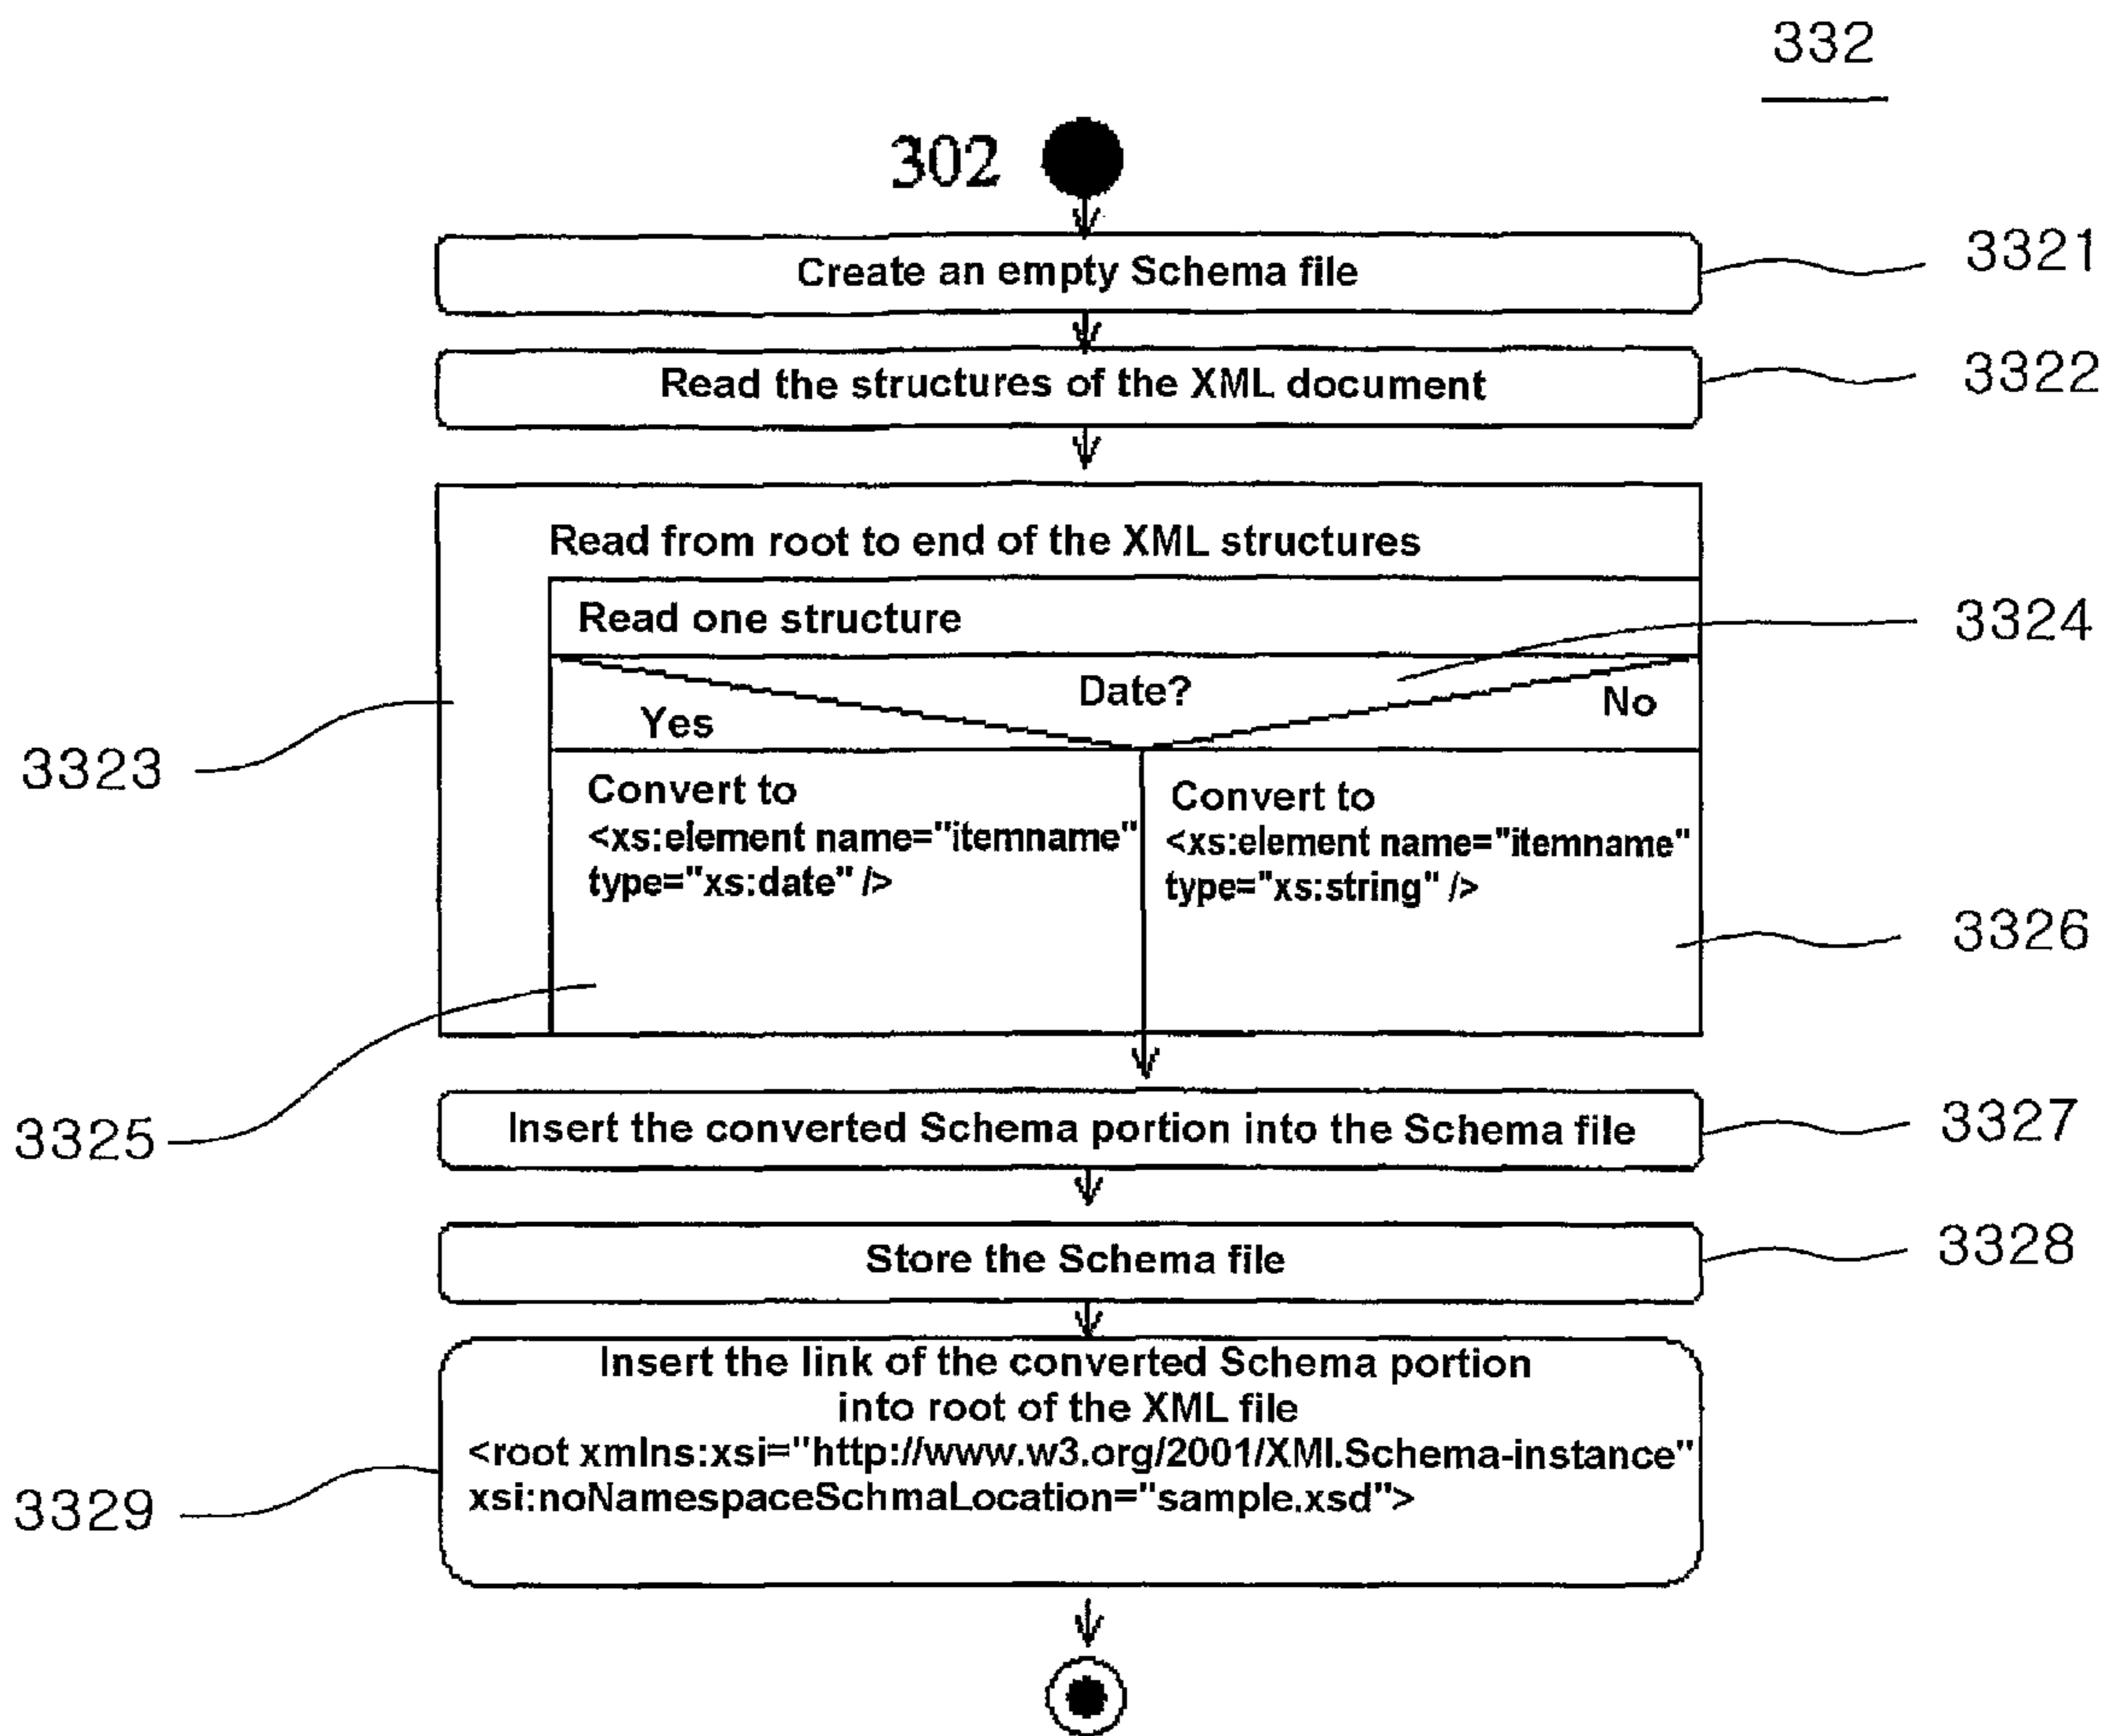 332
302
Create an empty Schema file
3321
Read the structures of the XML document
3322
Read from root to end of the XML structures
Read one structure
3324
Date?
Yes
No
3323
Convert to
<xs:element name="itemname"
type="xs:date" />
Convert to
<xs:element name="itemname"
type="xs:string" />
3326
3325
Insert the converted Schema portion into the Schema file
3327
Store the Schema file
3328
Insert the link of the converted Schema portion
into root of the XML file
<root xmlns:xsi="http://www.w3.org/2001/XMl.Schema-instance"
xsi:noNamespaceSchmaLocation="sample.xsd">
3329